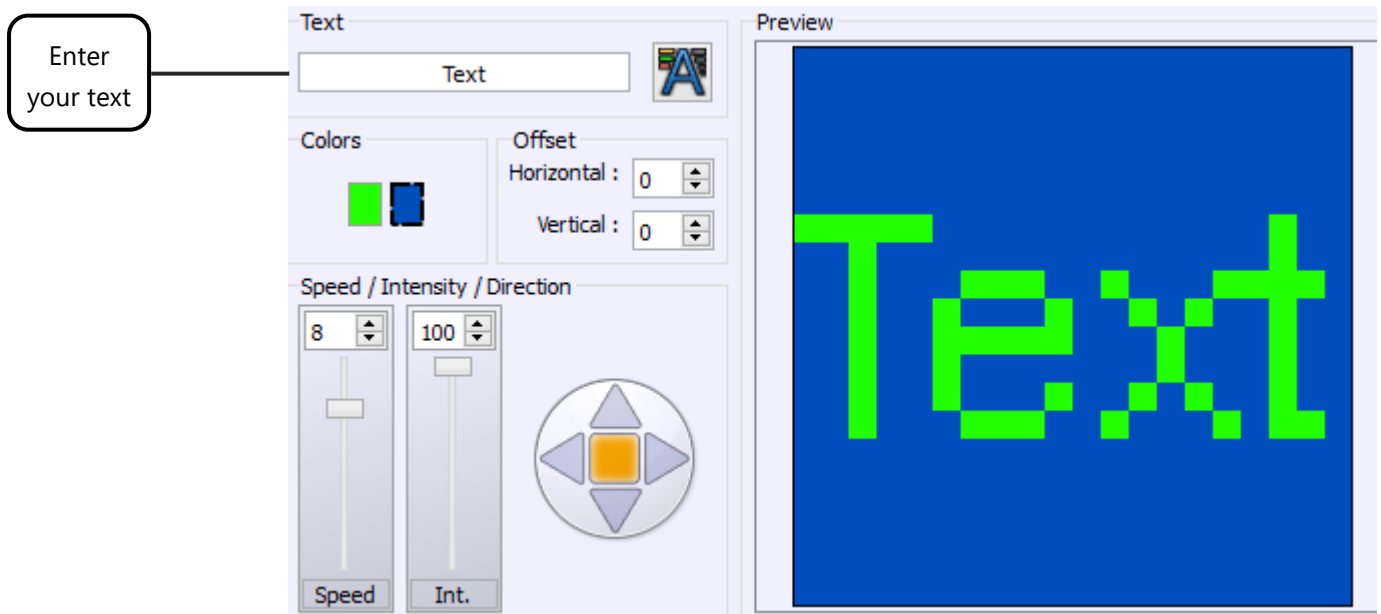 Enter
your text
Text
Text
Colors
Offset
Horizontal :
0
Vertical :
0
Speed / Intensity / Direction
8
100
Speed
Int.
Preview
Text